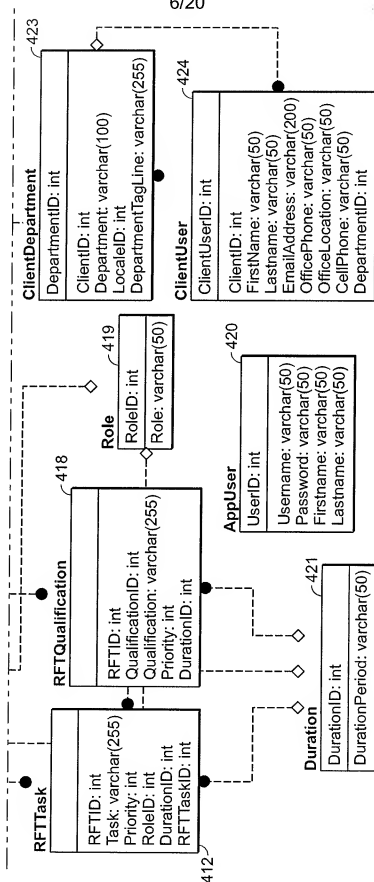 6/20
RFTTask
RFTID: int
Task: varchar(255)
Priority: int
RoleID: int
DurationID: int
RFTTaskID: int
412
RFTQualification
418
RFTID: int
QualificationID: int
Qualification: varchar(255)
Priority: int
DurationID: int
Role
419
RoleID: int
Role: varchar(50)
ClientDepartment
423
DepartmentID: int
ClientID: int
Department: varchar(100)
LocaleID: int
DepartmentTagLine: varchar(255)
Duration
421
DurationID: int
DurationPeriod: varchar(50)
AppUser
420
UserID: int
Username: varchar(50)
Password: varchar(50)
Firstname: varchar(50)
Lastname: varchar(50)
ClientUser
424
ClientUserID: int
ClientID: int
FirstName: varchar(50)
Lastname: varchar(50)
EmailAddress: varchar(200)
OfficePhone: varchar(50)
OfficeLocation: varchar(50)
CellPhone: varchar(50)
DepartmentID: int